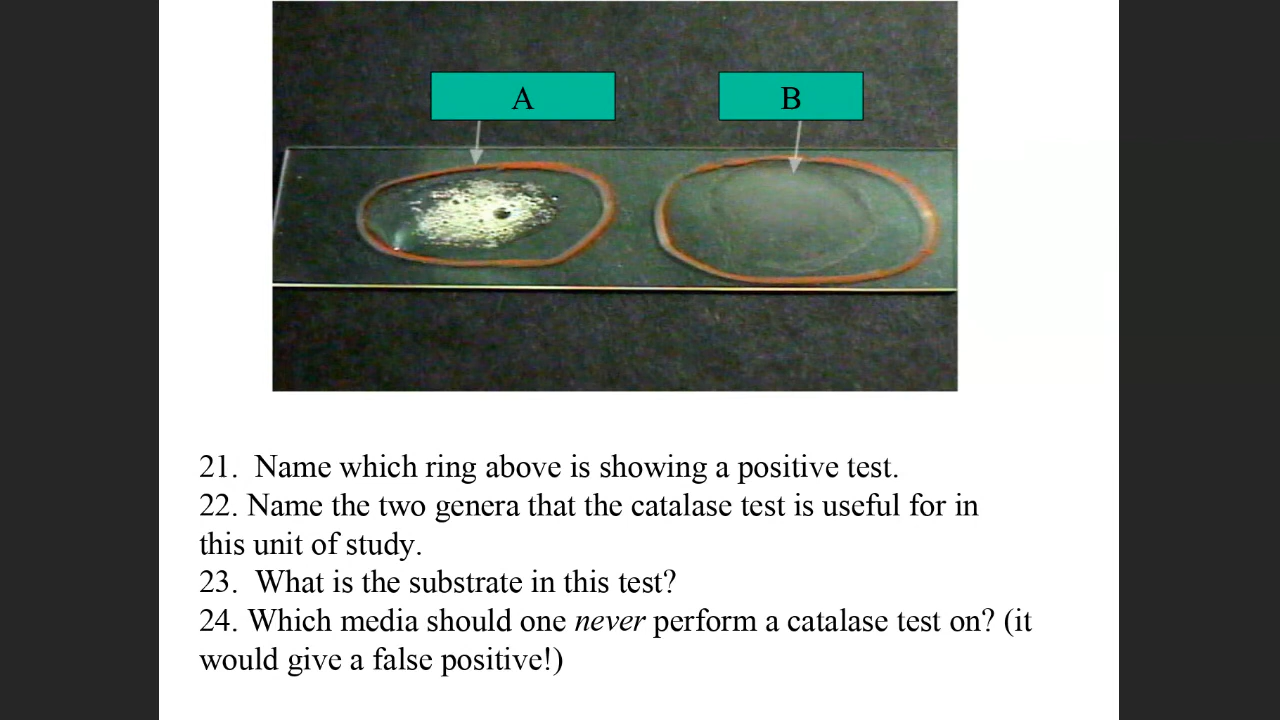 A
B
21.  Name which ring above is showing a positive test.
22. Name the two genera that the catalase test is useful for in
this unit of study.
23.  What is the substrate in this test?
24. Which media should one never perform a catalase test on? (it
would give a false positive!)